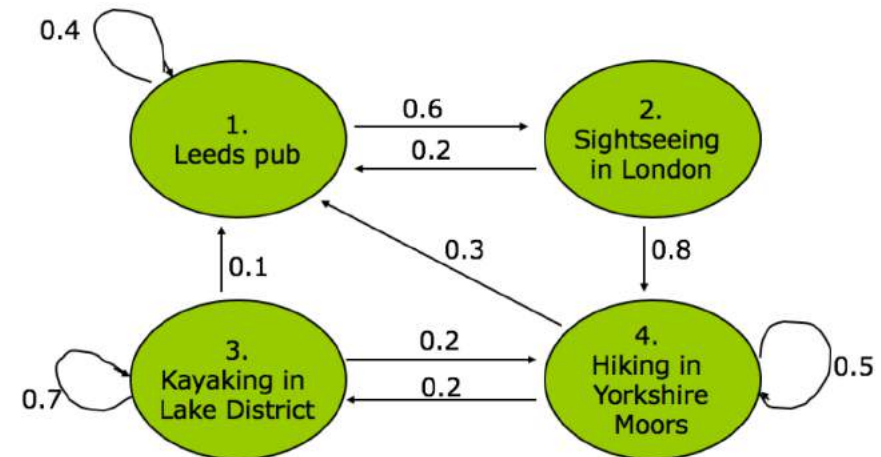 0.4
1.
Leeds pub
0.6
0.2
2.
Sightseeing
in London
0.1
0.3
0.8
3.
Kayaking in
Lake District
0.7
0.2
0.2
4.
Hiking in
Yorkshire
Moors
0.5